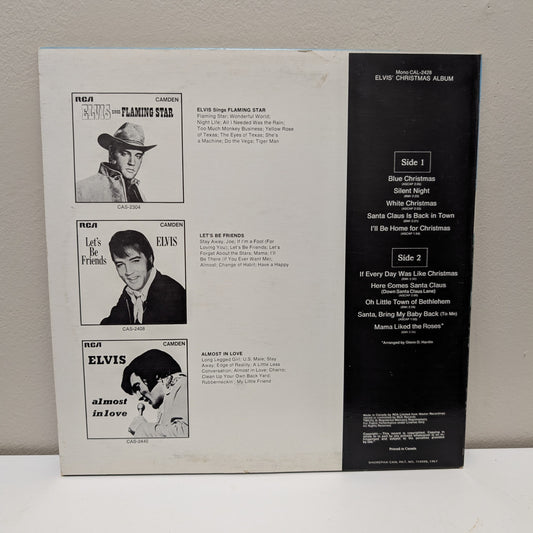 Mono CAL-2428
ELVIS' CHRISTMAS ALBUM
RCA CAMDEN
ELVIS SINGS FLAMING STAR
CAS-2304
ELVIS Sings FLAMING STAR
Flaming Star; Wonderful World;
Night Life; All I Needed Was the Rain;
Too Much Monkey Business; Yellow Rose
of Texas; The Eyes of Texas; She's
a Machine; Do the Vega; Tiger Man
RCA CAMDEN
Let's
Be
Friends
ELVIS
CAS-2408
LET'S BE FRIENDS
Stay Away, Joe; If I'm a Fool (For
Loving You); Let's Be Friends; Let's
Forget About the Stars; Mama; I'll
Be There (If You Ever Want Me);
Almost; Change of Habit; Have a Happy
RCA CAMDEN
ELVIS
almost
in love
CAS-2440
ALMOST IN LOVE
Long Legged Girl; U.S. Male; Stay
Away; Edge of Reality; A Little Less
Conversation; Almost in Love; Charro;
Clean Up Your Own Back Yard;
Rubberneckin'; My Little Friend
Side 1
Blue Christmas
Silent Night
White Christmas
Santa Claus Is Back in Town
I'll Be Home for Christmas
Side 2
If Every Day Was Like Christmas
Here Comes Santa Claus
(Down Santa Claus Lane)
Oh Little Town of Bethlehem
Santa, Bring My Baby Back (To Me)
Mama Liked the Roses*
*Arranged by Glenn D. Hardin
Printed in Canada